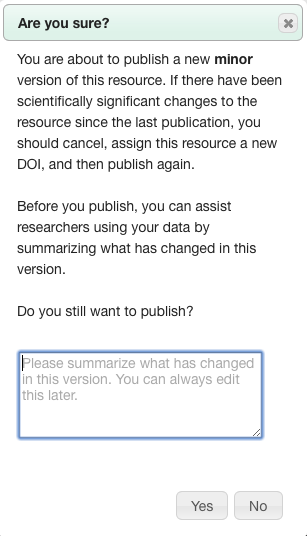 Are you sure?
You are about to publish a new minor
version of this resource. If there have been
scientifically significant changes to the
resource since the last publication, you
should cancel, assign this resource a new
DOI, and then publish again.
Before you publish, you can assist
researchers using your data by
summarizing what has changed in this
version.
Do you still want to publish?
Please summarize what has changed
in this version. You can always edit
this later.
Yes No